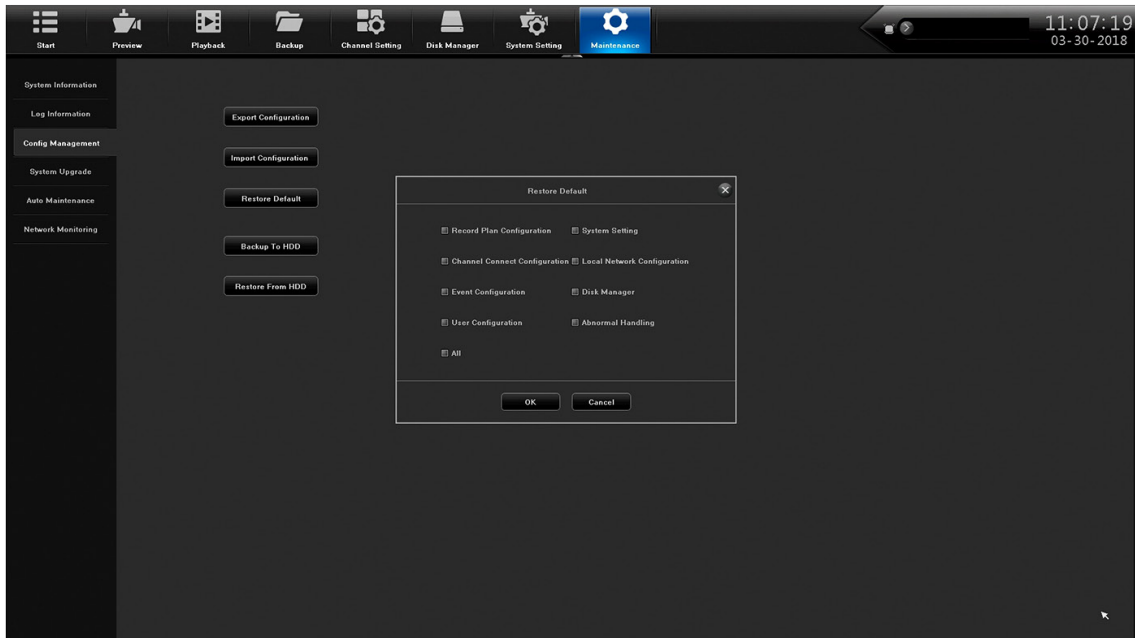 Start Preview Playback Backup Channel Setting Disk Manager System Setting Maintenance
11:07:19
03-30-2018
System Information
Log Information
Config Management
System Upgrade
Auto Maintenance
Network Monitoring
Export Configuration
Import Configuration
Restore Default
Backup To HDD
Restore From HDD
Restore Default
Record Plan Configuration System Setting
Channel Connect Configuration Local Network Configuration
Event Configuration Disk Manager
User Configuration Abnormal Handling
All
OK Cancel